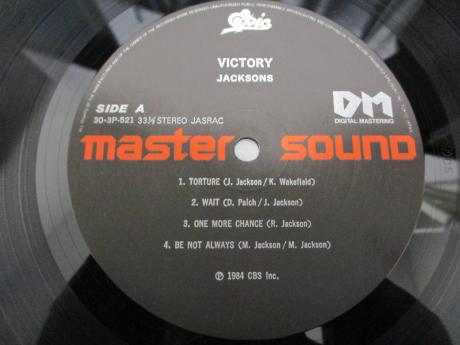 Epic
VICTORY
JACKSONS
SIDE A
30·3P-521 33⅓ STEREO JASRAC
DM
DIGITAL MASTERING
master sound
1. TORTURE (J. Jackson/K. Wakefield)
2. WAIT (D. Paich/J. Jackson)
3. ONE MORE CHANCE (R. Jackson)
4. BE NOT ALWAYS (M. Jackson/M. Jackson)
℗ 1984 CBS Inc.